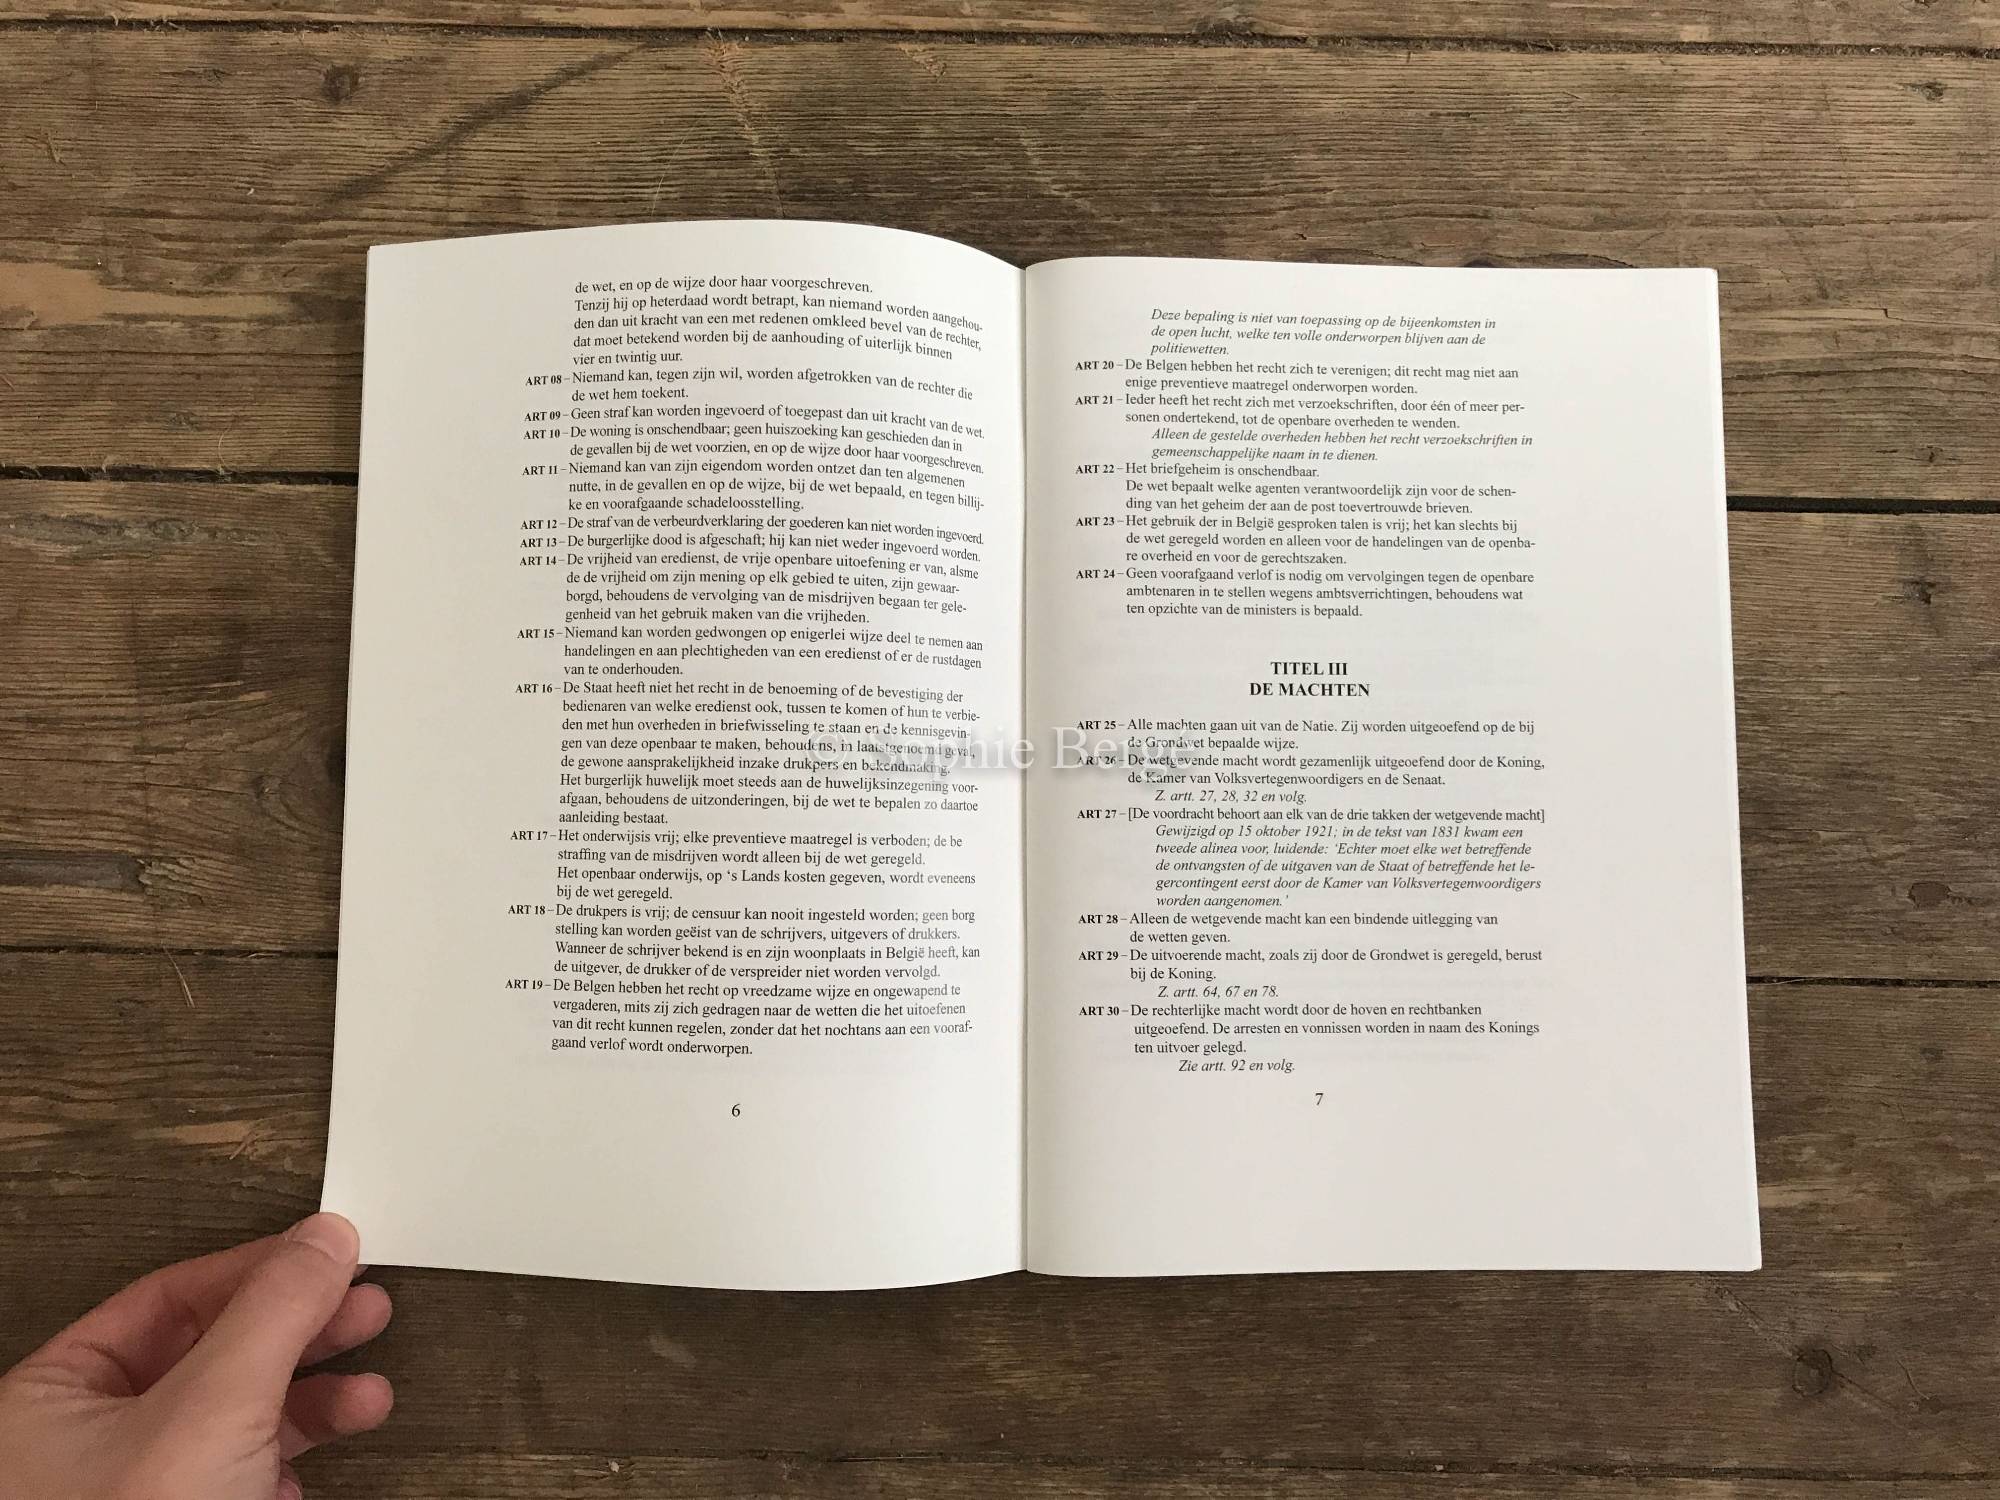 de wet, en op de wijze door haar voorgeschreven.
Tenzij hij op heterdaad wordt betrapt, kan niemand worden aangehou-
den dan uit kracht van een met redenen omkleed bevel van de rechter,
dat moet betekend worden bij de aanhouding of uiterlijk binnen
vier en twintig uur.
ART 08 – Niemand kan, tegen zijn wil, worden afgetrokken van de rechter die
de wet hem toekent.
ART 09 – Geen straf kan worden ingevoerd of toegepast dan uit kracht van de wet.
ART 10 – De woning is onschendbaar; geen huiszoeking kan geschieden dan in
de gevallen bij de wet voorzien, en op de wijze door haar voorgeschreven.
ART 11 – Niemand kan van zijn eigendom worden ontzet dan ten algemenen
nutte, in de gevallen en op de wijze, bij de wet bepaald, en tegen billij-
ke en voorafgaande schadeloosstelling.
ART 12 – De straf van de verbeurdverklaring der goederen kan niet worden ingevoerd.
ART 13 – De burgerlijke dood is afgeschaft; hij kan niet weder ingevoerd worden.
ART 14 – De vrijheid van eredienst, de vrije openbare uitoefening er van, alsme
de de vrijheid om zijn mening op elk gebied te uiten, zijn gewaar-
borgd, behoudens de vervolging van de misdrijven begaan ter gele-
genheid van het gebruik maken van die vrijheden.
ART 15 – Niemand kan worden gedwongen op enigerlei wijze deel te nemen aan
handelingen en aan plechtigheden van een eredienst of er de rustdagen
van te onderhouden.
ART 16 – De Staat heeft niet het recht in de benoeming of de bevestiging der
bedienaren van welke eredienst ook, tussen te komen of hun te verbie-
den met hun overheden in briefwisseling te staan en de kennisgevin-
gen van deze openbaar te maken, behoudens, in laatstgenoemd geval,
de gewone aansprakelijkheid inzake drukpers en bekendmaking.
Het burgerlijk huwelijk moet steeds aan de huwelijksinzegening voor-
afgaan, behoudens de uitzonderingen, bij de wet te bepalen zo daartoe
aanleiding bestaat.
ART 17 – Het onderwijsis vrij; elke preventieve maatregel is verboden; de be
straffing van de misdrijven wordt alleen bij de wet geregeld.
Het openbaar onderwijs, op ‘s Lands kosten gegeven, wordt eveneens
bij de wet geregeld.
ART 18 – De drukpers is vrij; de censuur kan nooit ingesteld worden; geen borg
stelling kan worden geëist van de schrijvers, uitgevers of drukkers.
Wanneer de schrijver bekend is en zijn woonplaats in België heeft, kan
de uitgever, de drukker of de verspreider niet worden vervolgd.
ART 19 – De Belgen hebben het recht op vreedzame wijze en ongewapend te
vergaderen, mits zij zich gedragen naar de wetten die het uitoefenen
van dit recht kunnen regelen, zonder dat het nochtans aan een vooraf-
gaand verlof wordt onderworpen.
6
Deze bepaling is niet van toepassing op de bijeenkomsten in
de open lucht, welke ten volle onderworpen blijven aan de
politiewetten.
ART 20 – De Belgen hebben het recht zich te verenigen; dit recht mag niet aan
enige preventieve maatregel onderworpen worden.
ART 21 – Ieder heeft het recht zich met verzoekschriften, door één of meer per-
sonen ondertekend, tot de openbare overheden te wenden.
Alleen de gestelde overheden hebben het recht verzoekschriften in
gemeenschappelijke naam in te dienen.
ART 22 – Het briefgeheim is onschendbaar.
De wet bepaalt welke agenten verantwoordelijk zijn voor de schen-
ding van het geheim der aan de post toevertrouwde brieven.
ART 23 – Het gebruik der in België gesproken talen is vrij; het kan slechts bij
de wet geregeld worden en alleen voor de handelingen van de openba-
re overheid en voor de gerechtszaken.
ART 24 – Geen voorafgaand verlof is nodig om vervolgingen tegen de openbare
ambtenaren in te stellen wegens ambtsverrichtingen, behoudens wat
ten opzichte van de ministers is bepaald.
TITEL III
DE MACHTEN
ART 25 – Alle machten gaan uit van de Natie. Zij worden uitgeoefend op de bij
de Grondwet bepaalde wijze.
ART 26 – De wetgevende macht wordt gezamenlijk uitgeoefend door de Koning,
de Kamer van Volksvertegenwoordigers en de Senaat.
Z. artt. 27, 28, 32 en volg.
ART 27 – [De voordracht behoort aan elk van de drie takken der wetgevende macht]
Gewijzigd op 15 oktober 1921; in de tekst van 1831 kwam een
tweede alinea voor, luidende: ‘Echter moet elke wet betreffende
de ontvangsten of de uitgaven van de Staat of betreffende het le-
gercontingent eerst door de Kamer van Volksvertegenwoordigers
worden aangenomen.’
ART 28 – Alleen de wetgevende macht kan een bindende uitlegging van
de wetten geven.
ART 29 – De uitvoerende macht, zoals zij door de Grondwet is geregeld, berust
bij de Koning.
Z. artt. 64, 67 en 78.
ART 30 – De rechterlijke macht wordt door de hoven en rechtbanken
uitgeoefend. De arresten en vonnissen worden in naam des Konings
ten uitvoer gelegd.
Zie artt. 92 en volg.
7
© Sophie Bergé